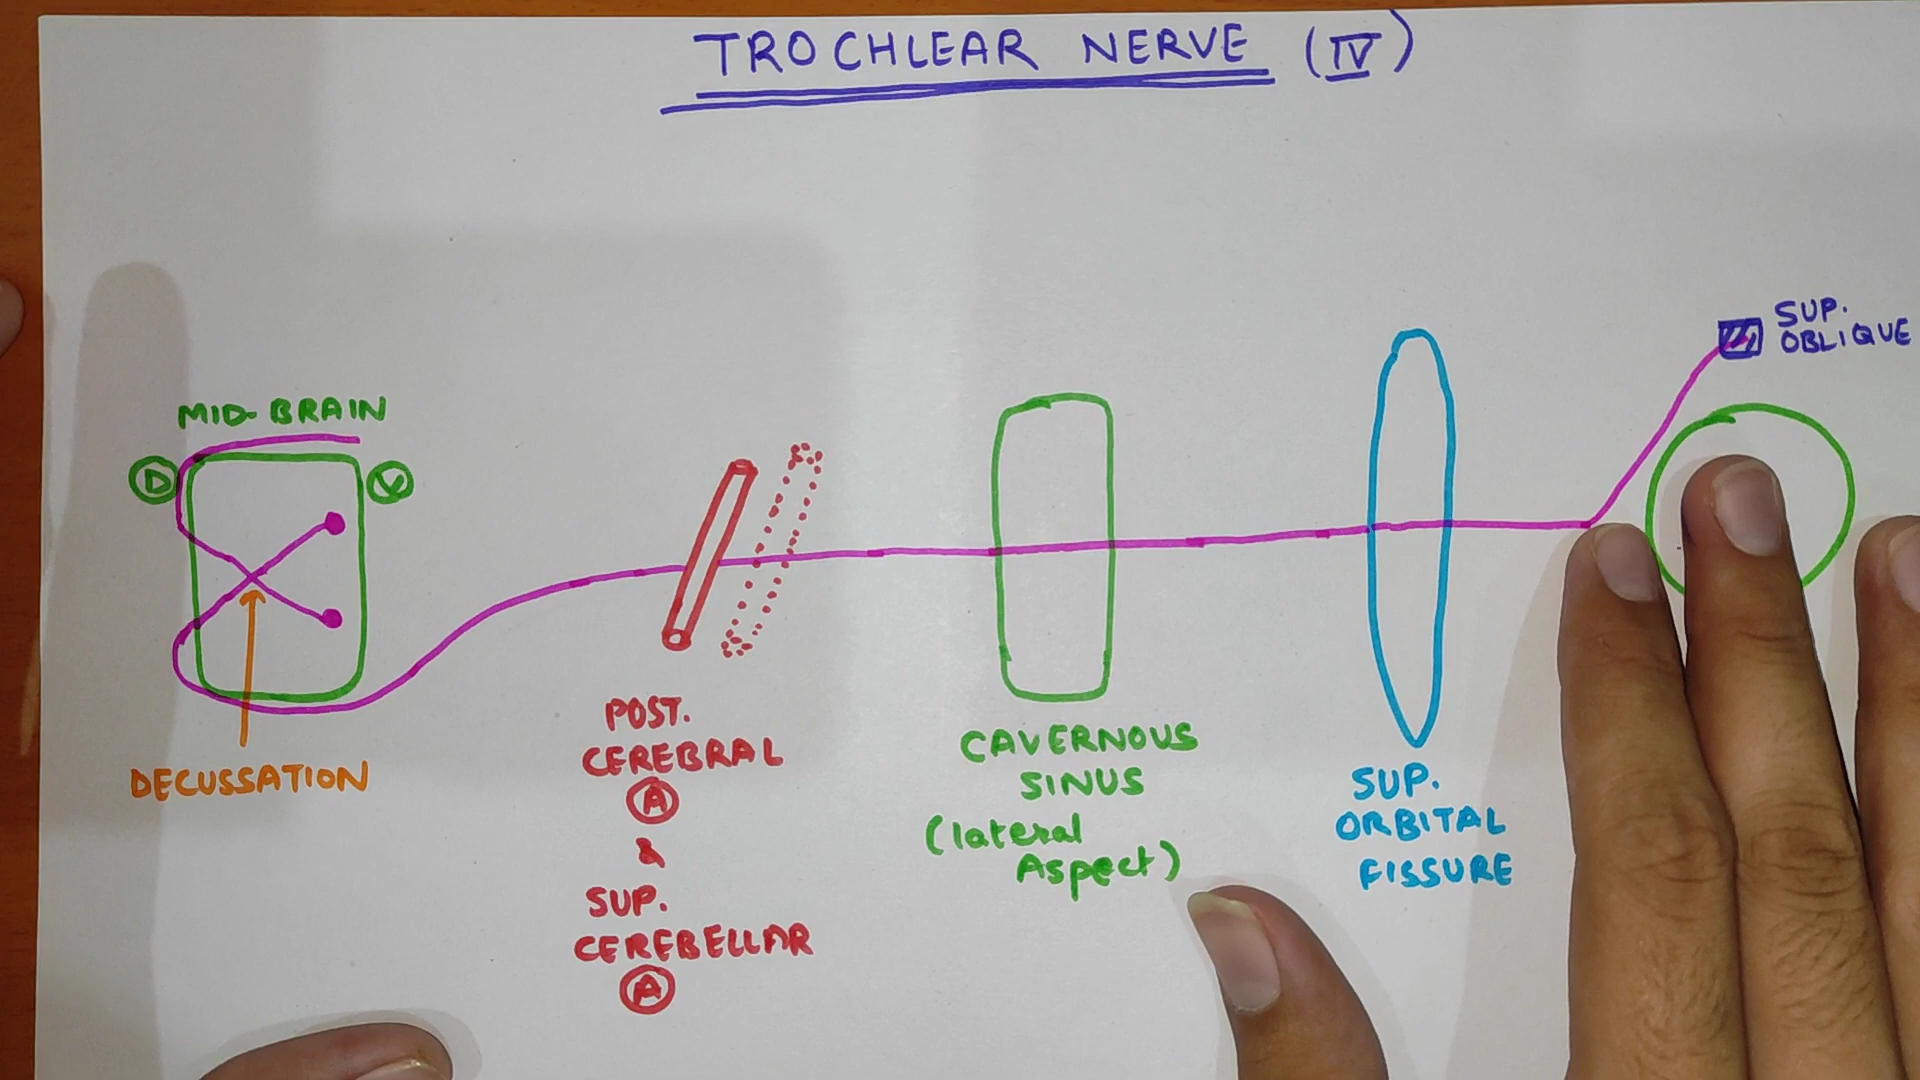 TROCHLEAR NERVE (IV)
SUP.
OBLIQUE
MID-BRAIN
D
V
DECUSSATION
POST.
CEREBRAL
A
&
SUP.
CEREBELLAR
A
CAVERNOUS
SINUS
(lateral
Aspect)
SUP.
ORBITAL
FISSURE